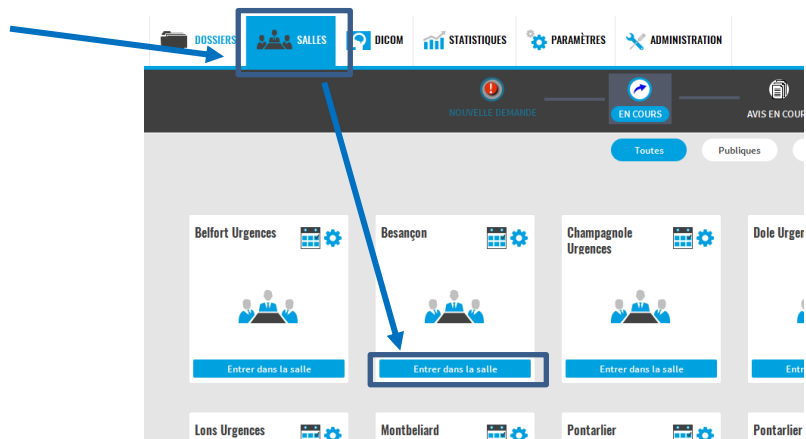 DOSSIERS SALLES DICOM STATISTIQUES PARAMÈTRES ADMINISTRATION
NOUVELLE DEMANDE EN COURS AVIS EN COUR
Toutes Publiques
Belfort Urgences Besançon Champagnole Dole Urgen
Urgences
Entrer dans la salle Entrer dans la salle Entrer dans la salle Entr
Lons Urgences Montbeliard Pontarlier Pontarlier